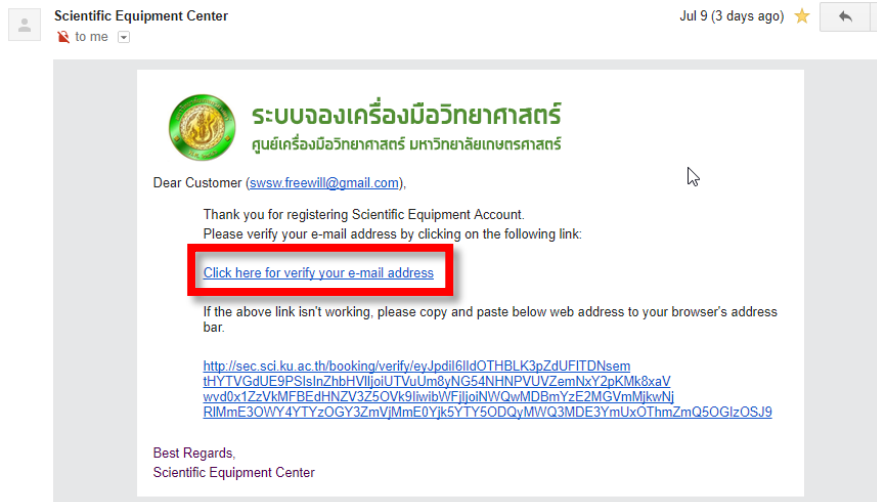 Scientific Equipment Center
Jul 9 (3 days ago)
to me
ระบบจองเครื่องมือวิทยาศาสตร์
ศูนย์เครื่องมือวิทยาศาสตร์ มหาวิทยาลัยเกษตรศาสตร์
Dear Customer (swsw.freewill@gmail.com),
Thank you for registering Scientific Equipment Account.
Please verify your e-mail address by clicking on the following link:
Click here for verify your e-mail address
If the above link isn't working, please copy and paste below web address to your browser's address
bar.
http://sec.sci.ku.ac.th/booking/verify/eyJpdiI6IldOTHBLK3pZdUFITDNsem
tHYTVGdUE9PSIsInZhbHVlIjoiUTVuUm8yNG54NHNPVUVZemNxY2pKMk8xaV
wvd0x1ZzVkMFBEdHNZV3Z5OVk9IiwibWFjIjoiNWQwMDBmYzE2MGVmMjkwNj
RlMmE3OWY4YTYzOGY3ZmVjMmE0Yjk5YTY5ODQyMWQ3MDE3YmUxOThmZmQ5OGIzOSJ9
Best Regards,
Scientific Equipment Center